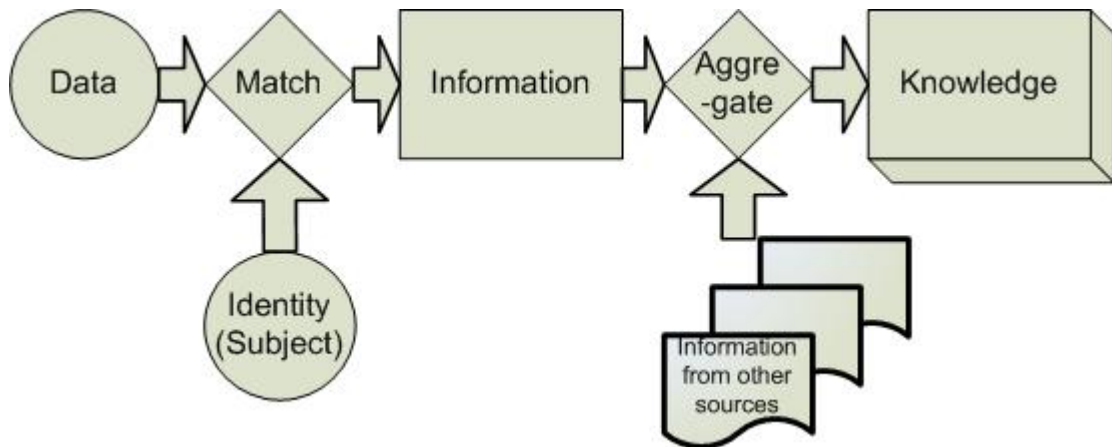 Data
Match
Information
Aggre
-gate
Knowledge
Identity
(Subject)
Information
from other
sources